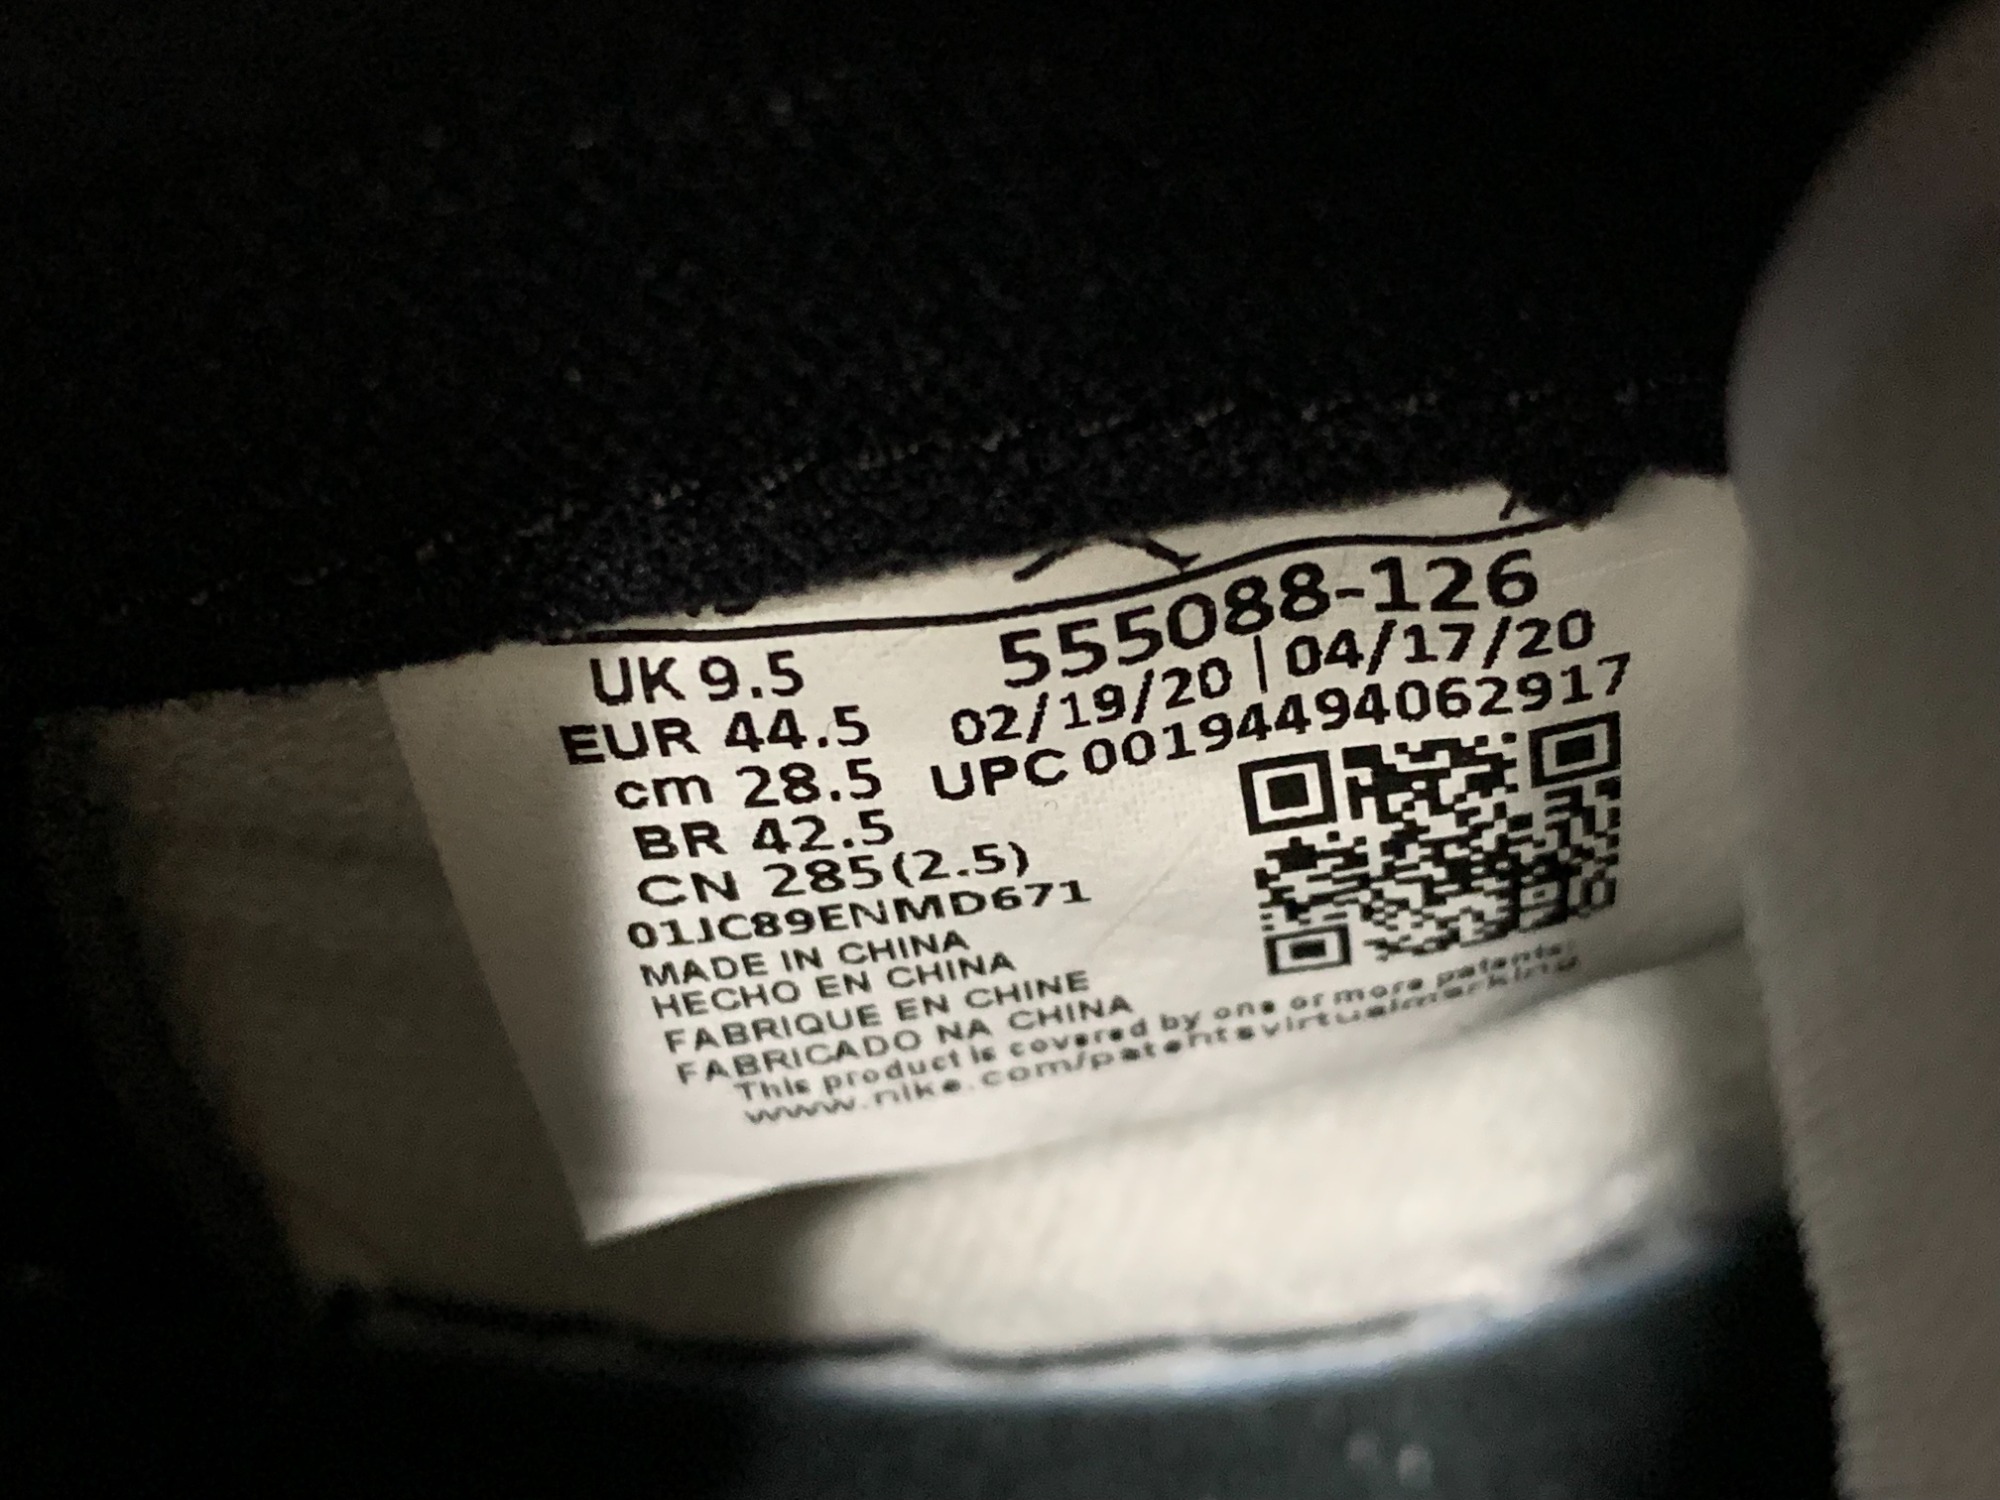 UK 9.5
EUR 44.5
cm 28.5
BR 42.5
CN 285(2.5)
555088-126
02/19/20 | 04/17/20
UPC 00194494062917
01JC89ENMD671
MADE IN CHINA
HECHO EN CHINA
FABRIQUE EN CHINE
FABRICADO NA CHINA
This product is covered by one or more patents:
www.nike.com/patentsvirtualmarking